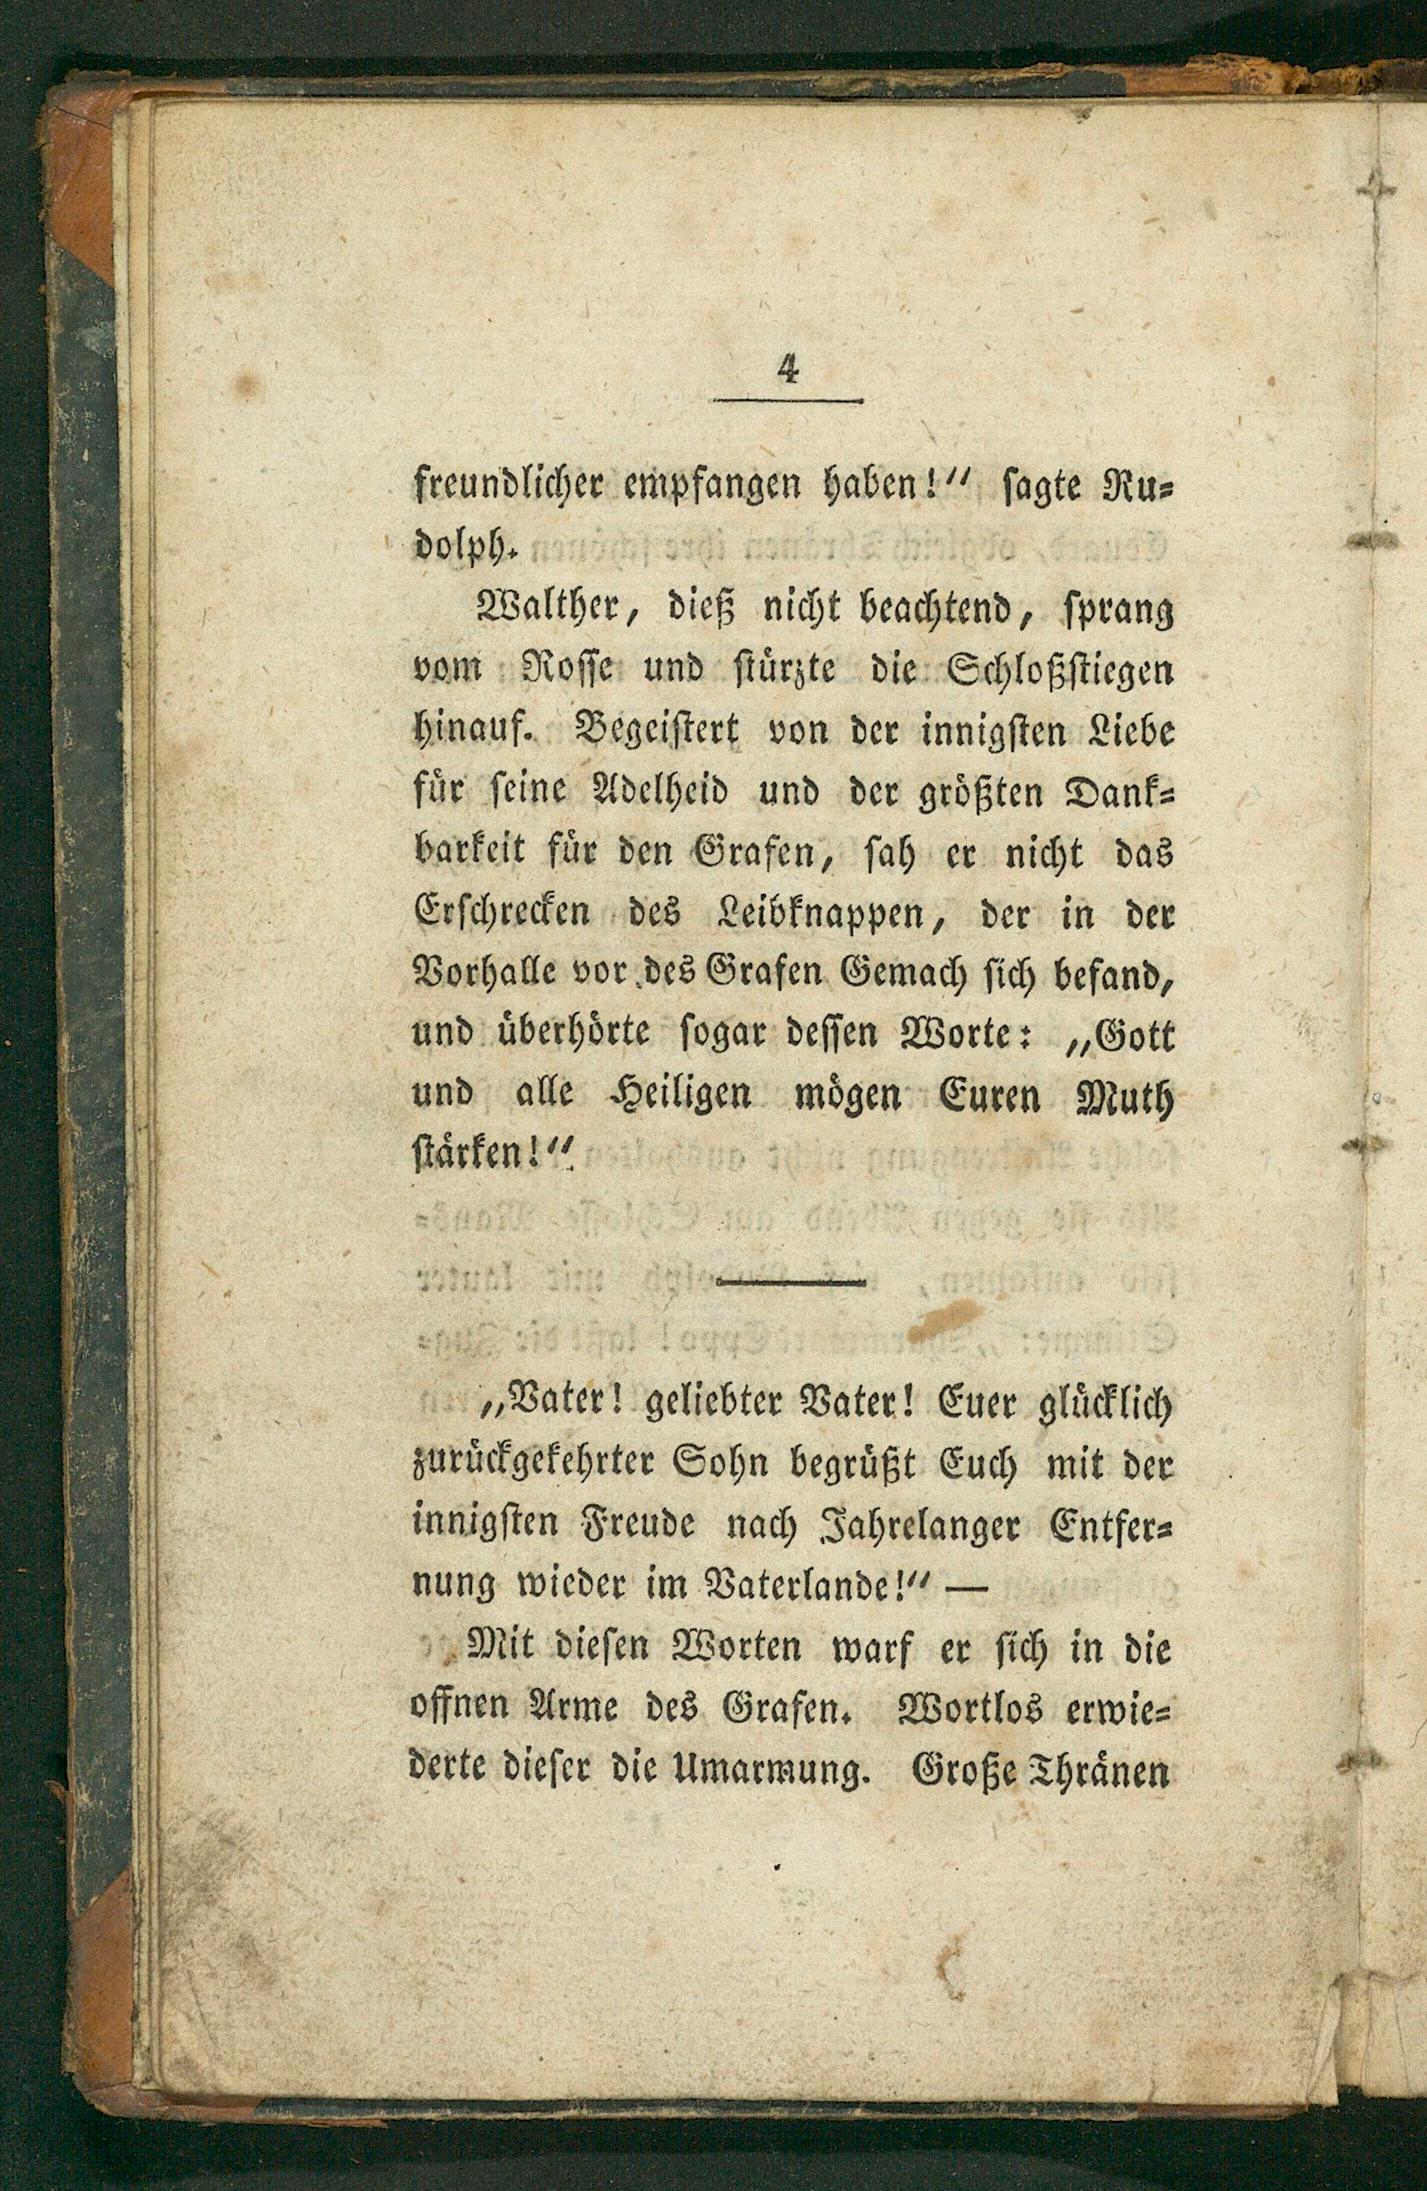 4
freundlicher empfangen haben!“ ſagte Ru⸗
dolph.
Walther, dieß nicht beachtend, ſprang
vom Roſſe und ſtürzte die Schloßſtiegen
hinauf. Begeiſtert von der innigſten Liebe
für ſeine Adelheid und der größten Dank⸗
barkeit für den Grafen, ſah er nicht das
Erſchrecken des Leibknappen, der in der
Vorhalle vor des Grafen Gemach ſich befand,
und überhörte ſogar deſſen Worte: „Gott
und alle Heiligen mögen Euren Muth
ſtärken!“
„Vater! geliebter Vater! Euer glücklich
zurückgekehrter Sohn begrüßt Euch mit der
innigſten Freude nach Jahrelanger Entfer⸗
nung wieder im Vaterlande!“ —
Mit dieſen Worten warf er ſich in die
offnen Arme des Grafen. Wortlos erwie⸗
derte dieſer die Umarmung. Große Thränen